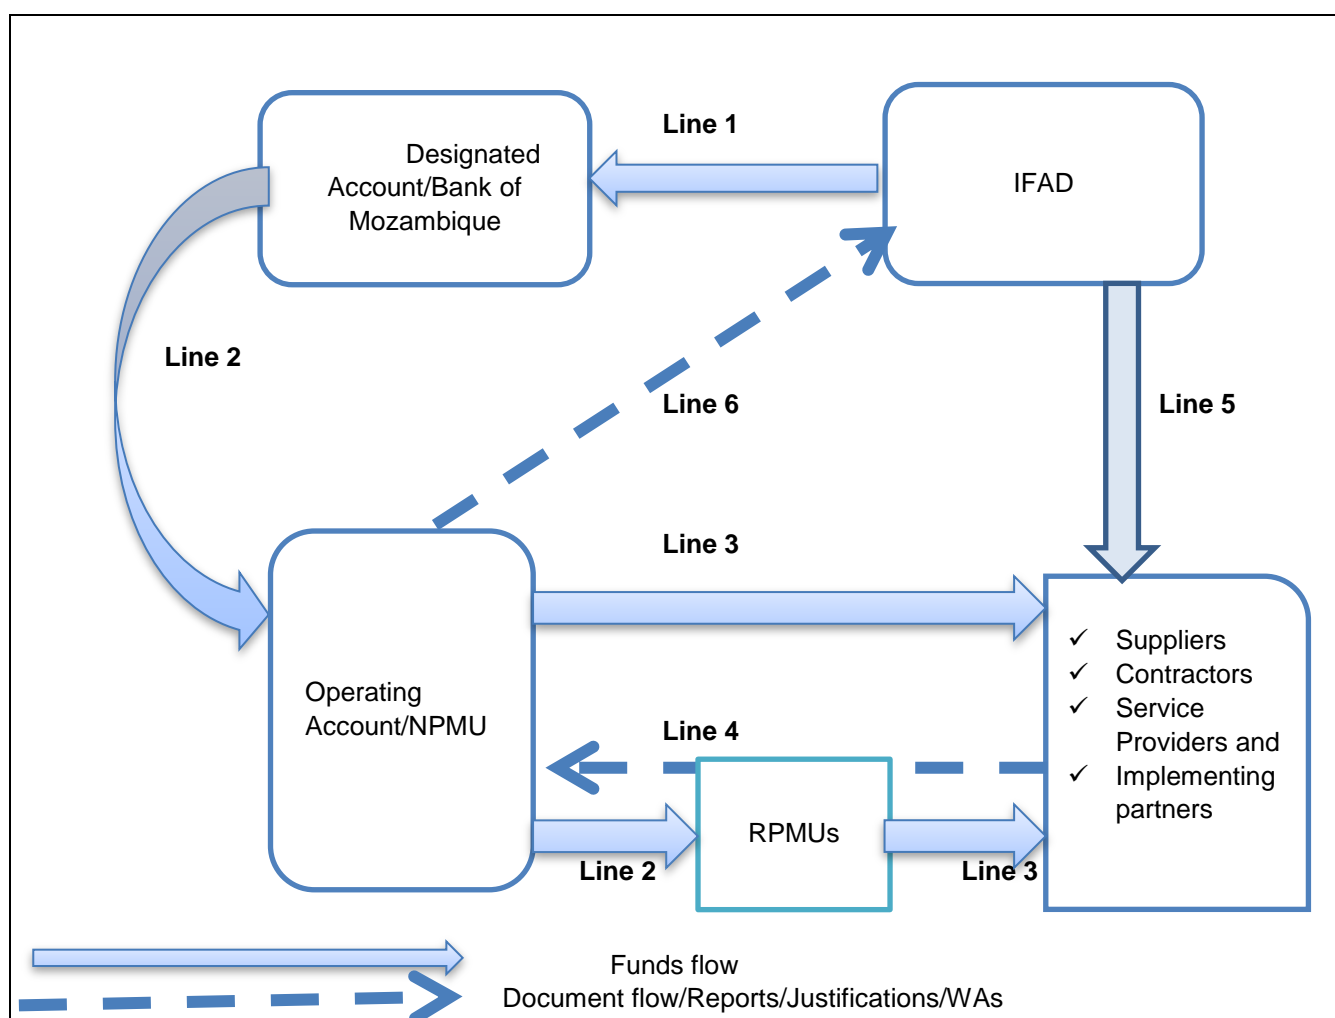 Line 1
Designated
Account/Bank of
Mozambique
IFAD
Line 2
Line 6
Line 5
Line 3
Operating
Account/NPMU
✓ Suppliers
✓ Contractors
✓ Service
Providers and
✓ Implementing
partners
Line 4
RPMUs
Line 2
Line 3
Funds flow
Document flow/Reports/Justifications/WAs